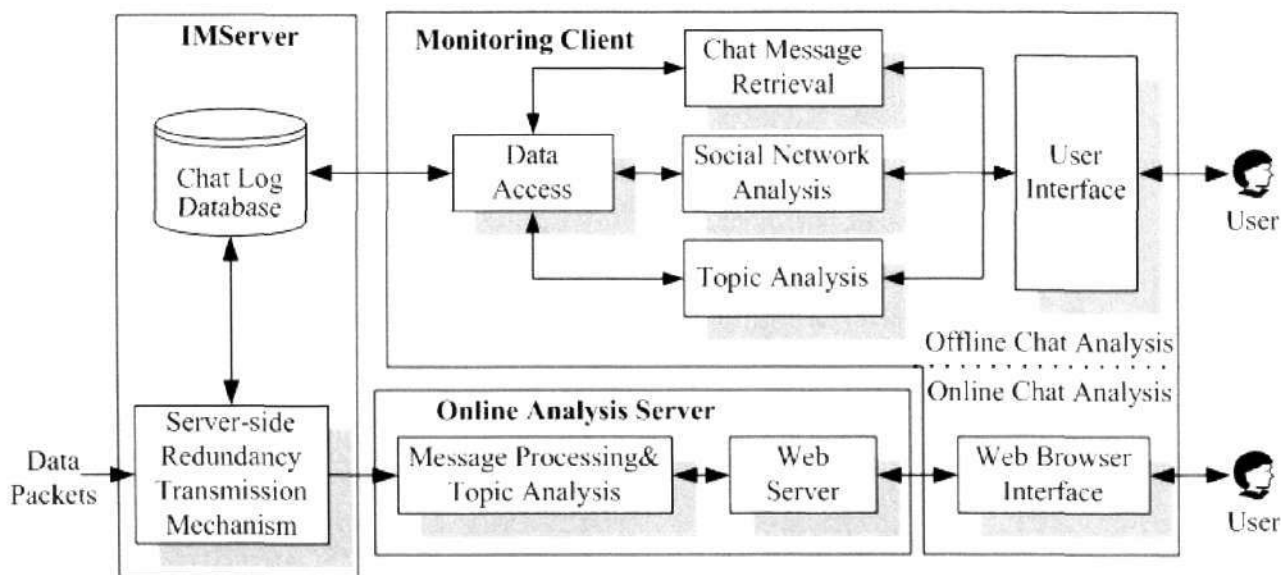 IMServer
Monitoring Client
Chat Message
Retrieval
Data
Access
Social Network
Analysis
User
Interface
Chat Log
Database
User
Topic Analysis
Offline Chat Analysis
Online Chat Analysis
Online Analysis Server
Server-side
Redundancy
Transmission
Mechanism
Data
Packets
Message Processing&
Topic Analysis
Web
Server
Web Browser
Interface
User